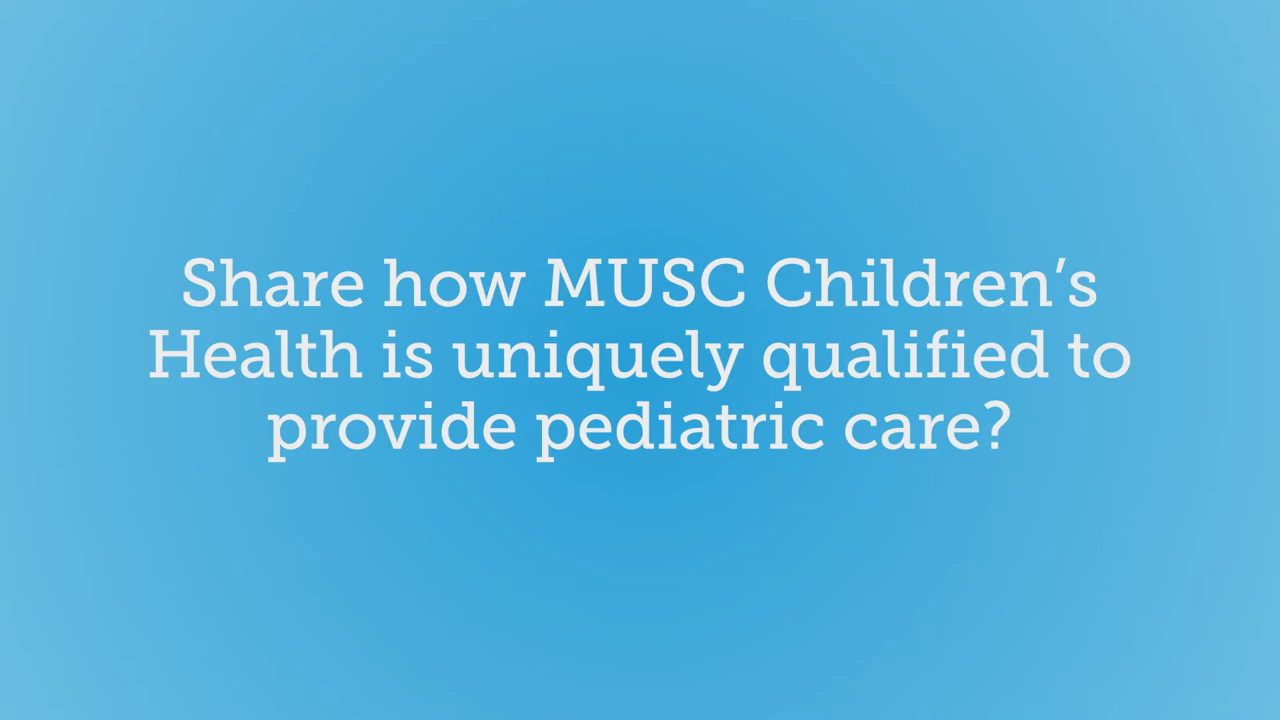 Share how MUSC Children’s
Health is uniquely qualified to
provide pediatric care?